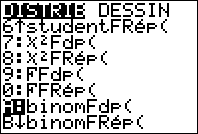 DISTRIB DESSIN
6↑studentFRép(
7:χ²Fdp(
8:χ²FRép(
9:FFdp(
0:FFRép(
A:binomFdp(
B↓binomFRép(